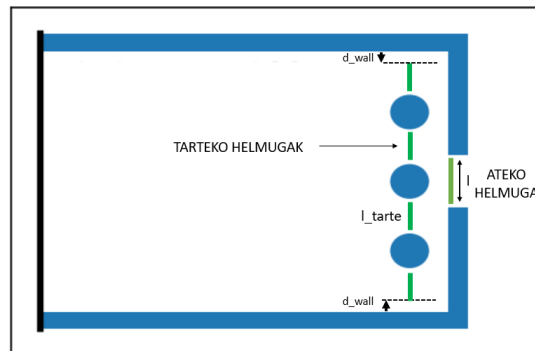 d_wall
TARTEKO HELMUGAK
l
ATEKO
HELMUGA
l_tarte
d_wall